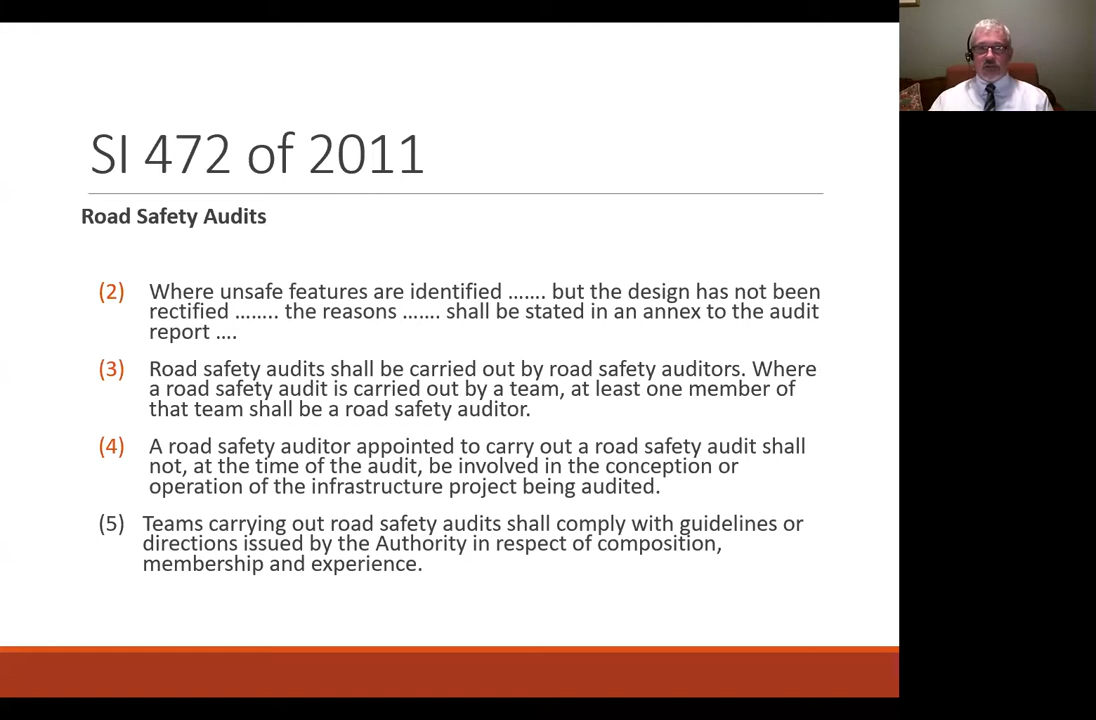 SI 472 of 2011
Road Safety Audits
(2) Where unsafe features are identified ....... but the design has not been
rectified ........ the reasons ....... shall be stated in an annex to the audit
report ....
(3) Road safety audits shall be carried out by road safety auditors. Where
a road safety audit is carried out by a team, at least one member of
that team shall be a road safety auditor.
(4) A road safety auditor appointed to carry out a road safety audit shall
not, at the time of the audit, be involved in the conception or
operation of the infrastructure project being audited.
(5) Teams carrying out road safety audits shall comply with guidelines or
directions issued by the Authority in respect of composition,
membership and experience.